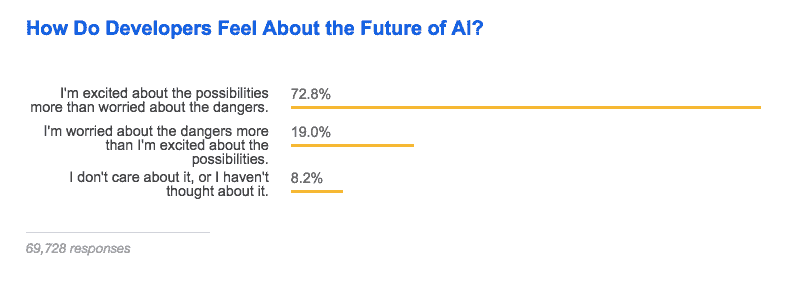 How Do Developers Feel About the Future of AI?
I'm excited about the possibilities
more than worried about the dangers.
72.8%
I'm worried about the dangers more
than I'm excited about the
possibilities.
19.0%
I don't care about it, or I haven't
thought about it.
8.2%
69,728 responses